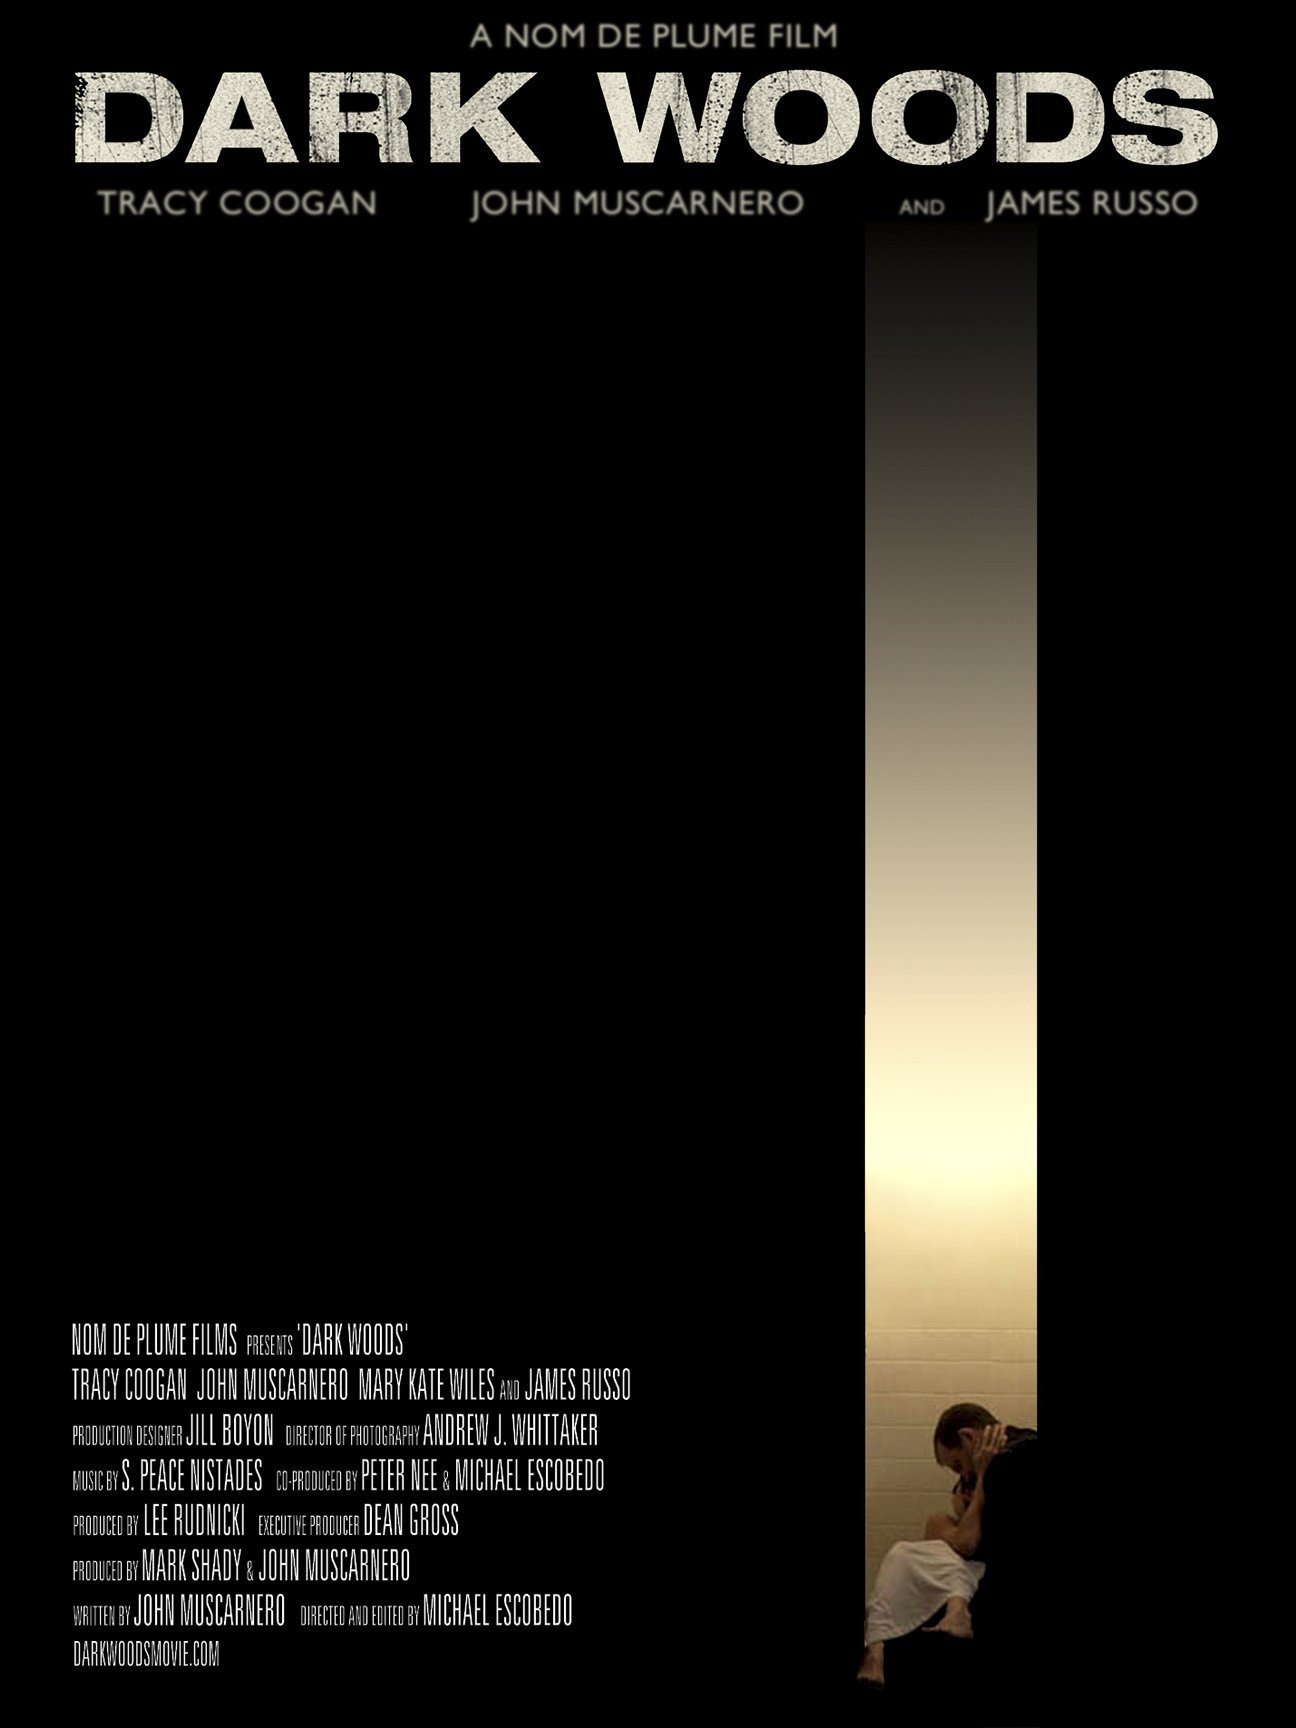 A NOM DE PLUME FILM
DARK WOODS
TRACY COOGAN JOHN MUSCARNERO AND JAMES RUSSO
NOM DE PLUME FILMS PRESENTS 'DARK WOODS'
TRACY COOGAN JOHN MUSCARNERO MARY KATE WILES AND JAMES RUSSO
PRODUCTION DESIGNER JILL BOYON DIRECTOR OF PHOTOGRAPHY ANDREW J. WHITTAKER
MUSIC BY S. PEACE NISTADES CO-PRODUCED BY PETER NEE & MICHAEL ESCOBEDO
PRODUCED BY LEE RUDNICKI EXECUTIVE PRODUCER DEAN GROSS
PRODUCED BY MARK SHADY & JOHN MUSCARNERO
WRITTEN BY JOHN MUSCARNERO DIRECTED AND EDITED BY MICHAEL ESCOBEDO
DARKWOODSMOVIE.COM